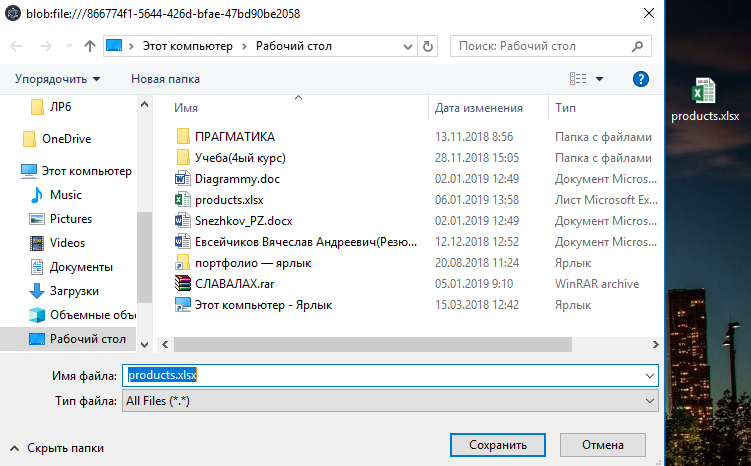 blob:file:///866774f1-5644-426d-bfae-47bd90be2058
Этот компьютер
Рабочий стол
Поиск: Рабочий стол
Упорядочить
Новая папка
ЛР6
OneDrive
Этот компьютер
Music
Pictures
Videos
Документы
Загрузки
Объемные объе
Рабочий стол
Имя Дата изменения Тип
ПРАГМАТИКА 13.11.2018 8:56 Папка с файлами
Учеба(4ый курс) 28.11.2018 15:05 Папка с файлами
Diagrammy.doc 02.01.2019 12:49 Документ Micros...
products.xlsx 06.01.2019 13:58 Лист Microsoft Ex...
Snezhkov_PZ.docx 02.01.2019 12:49 Документ Micros...
Евсейчиков Вячеслав Андреевич(Резю... 12.12.2018 12:52 Документ Micros...
портфолио — ярлык 20.08.2018 11:24 Ярлык
СЛАВАЛАХ.rar 05.01.2019 9:10 WinRAR archive
Этот компьютер - Ярлык 15.03.2018 12:42 Ярлык
Имя файла: products.xlsx
Тип файла: All Files (*.*)
Скрыть папки
Сохранить
Отмена
products.xlsx